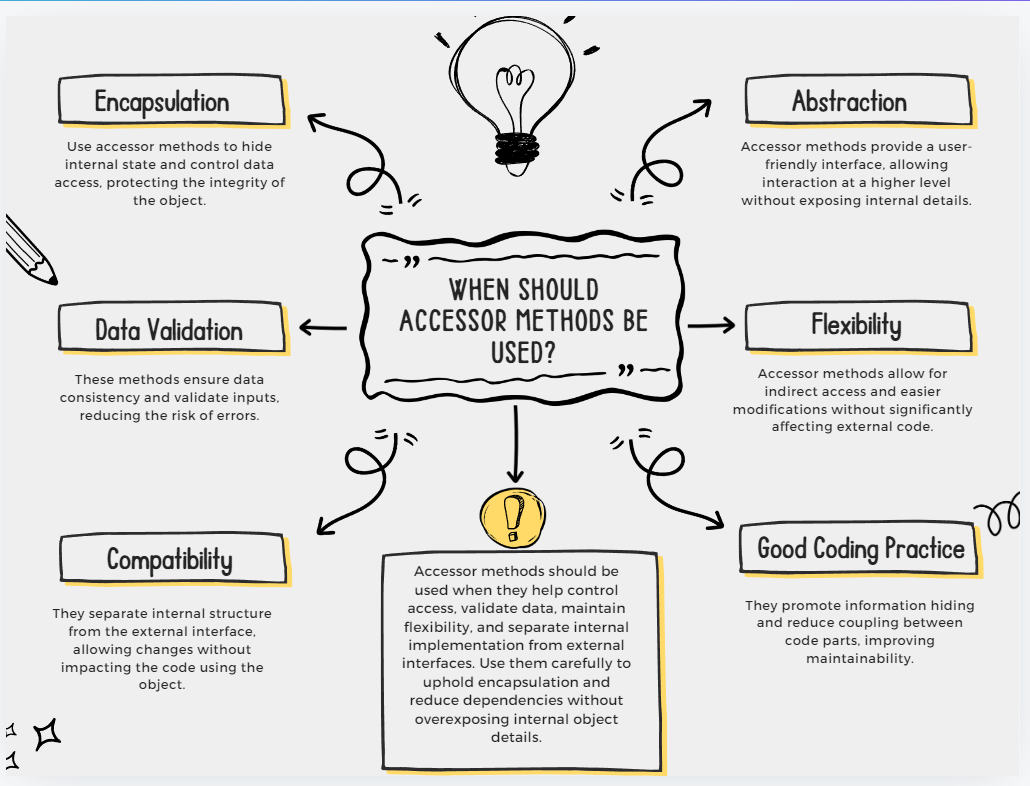 Encapsulation
Use accessor methods to hide
internal state and control data
access, protecting the integrity of
the object.
Abstraction
Accessor methods provide a user-
friendly interface, allowing
interaction at a higher level
without exposing internal details.
WHEN SHOULD
ACCESSOR METHODS BE
USED?
Data Validation
These methods ensure data
consistency and validate inputs,
reducing the risk of errors.
Flexibility
Accessor methods allow for
indirect access and easier
modifications without significantly
affecting external code.
Compatibility
They separate internal structure
from the external interface,
allowing changes without
impacting the code using the
object.
!
Accessor methods should be
used when they help control
access, validate data, maintain
flexibility, and separate internal
implementation from external
interfaces. Use them carefully to
uphold encapsulation and
reduce dependencies without
overexposing internal object
details.
Good Coding Practice
They promote information hiding
and reduce coupling between
code parts, improving
maintainability.